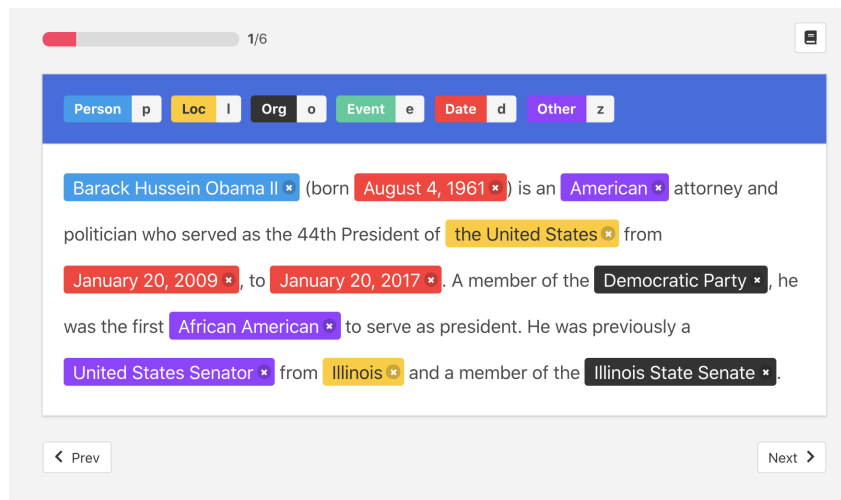 1/6
Person p Loc l Org o Event e Date d Other z
Barack Hussein Obama II (born August 4, 1961) is an American attorney and
politician who served as the 44th President of the United States from
January 20, 2009, to January 20, 2017. A member of the Democratic Party, he
was the first African American to serve as president. He was previously a
United States Senator from Illinois and a member of the Illinois State Senate.
Prev
Next